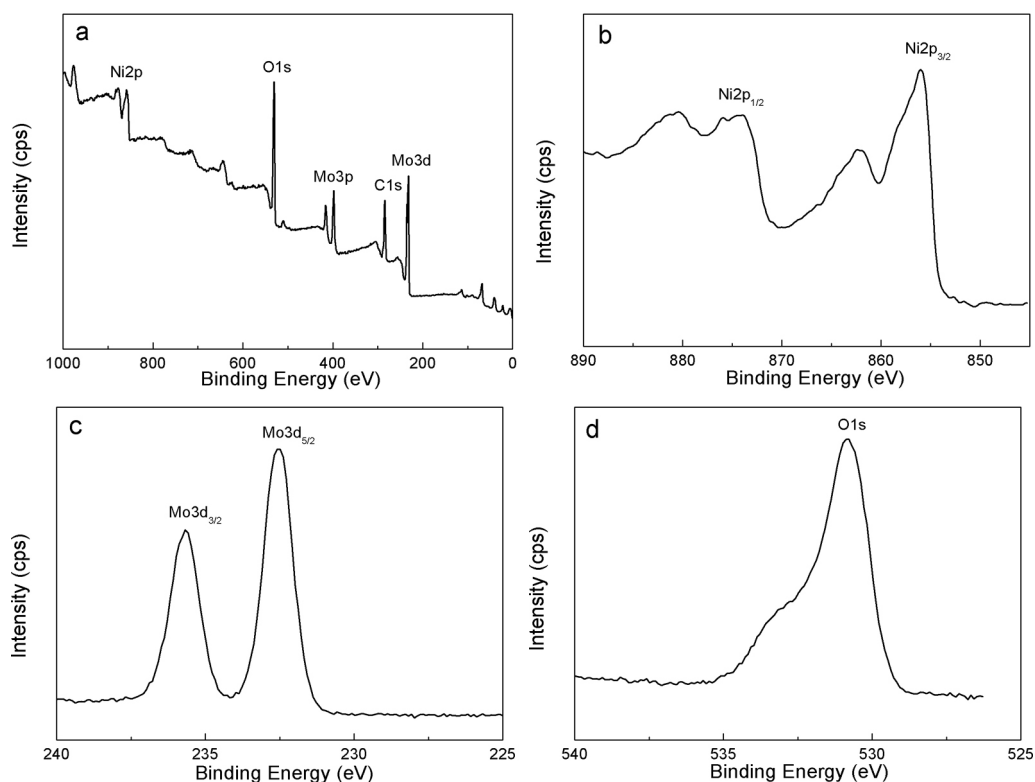 a
Ni2p
O1s
Mo3p
C1s
Mo3d
Intensity (cps)
1000 800 600 400 200 0
Binding Energy (eV)
b
Ni2p1/2
Ni2p3/2
Intensity (cps)
890 880 870 860 850
Binding Energy (eV)
c
Mo3d3/2
Mo3d5/2
Intensity (cps)
240 235 230 225
Binding Energy (eV)
d
O1s
Intensity (cps)
540 535 530 525
Binding Energy (eV)